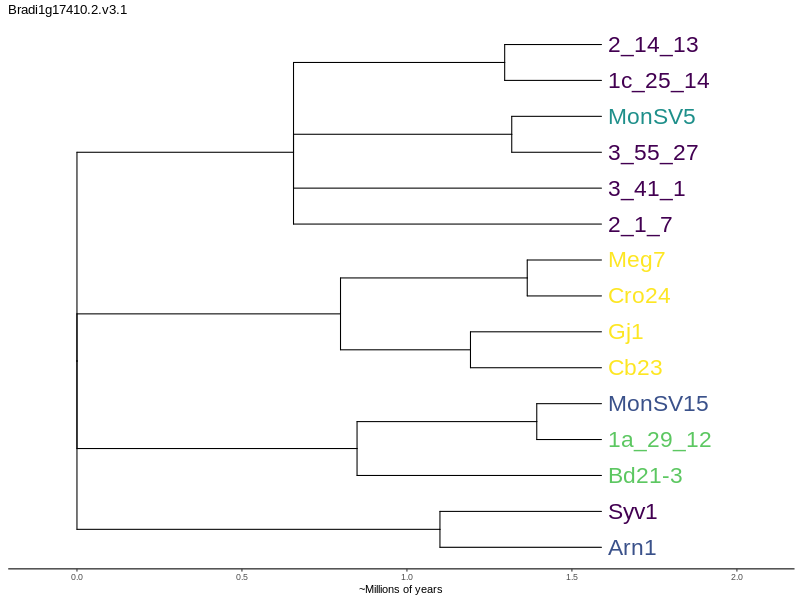 Bradi1g17410.2.v3.1
2_14_13
1c_25_14
MonSV5
3_55_27
3_41_1
2_1_7
Meg7
Cro24
Gj1
Cb23
MonSV15
1a_29_12
Bd21-3
Syv1
Arn1
0.0 0.5 1.0 1.5 2.0
~Millions of years